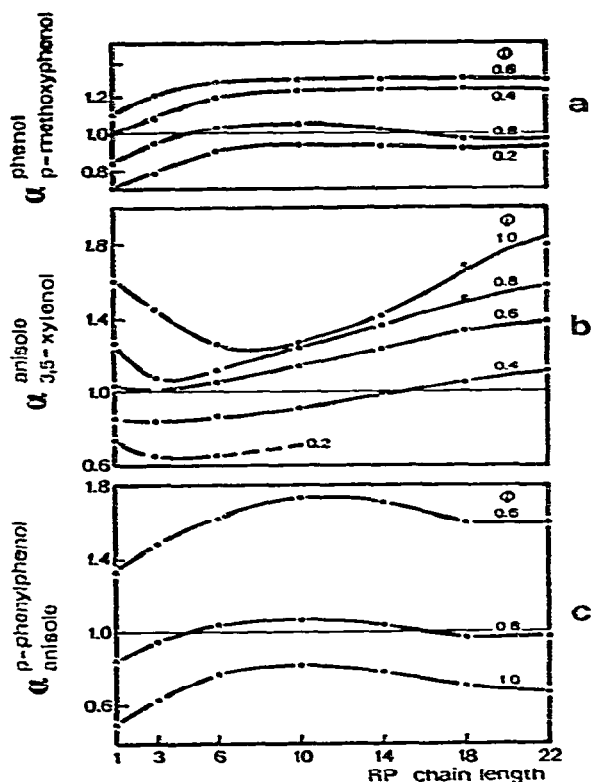 Φ
0.6
1.2
0.4
1.0
0.8
0.8
0.2
a
α phenol p-methoxyphenol
Φ
1.0
1.8
0.8
1.4
0.6
1.0
0.4
0.6
0.2
b
α anisole 3,5-xylenol
1.8
Φ
0.6
1.4
1.0
0.8
0.6
1.0
c
α p-phenylphenol anisole
1 3 6 10 14 18 22
RP Chain length